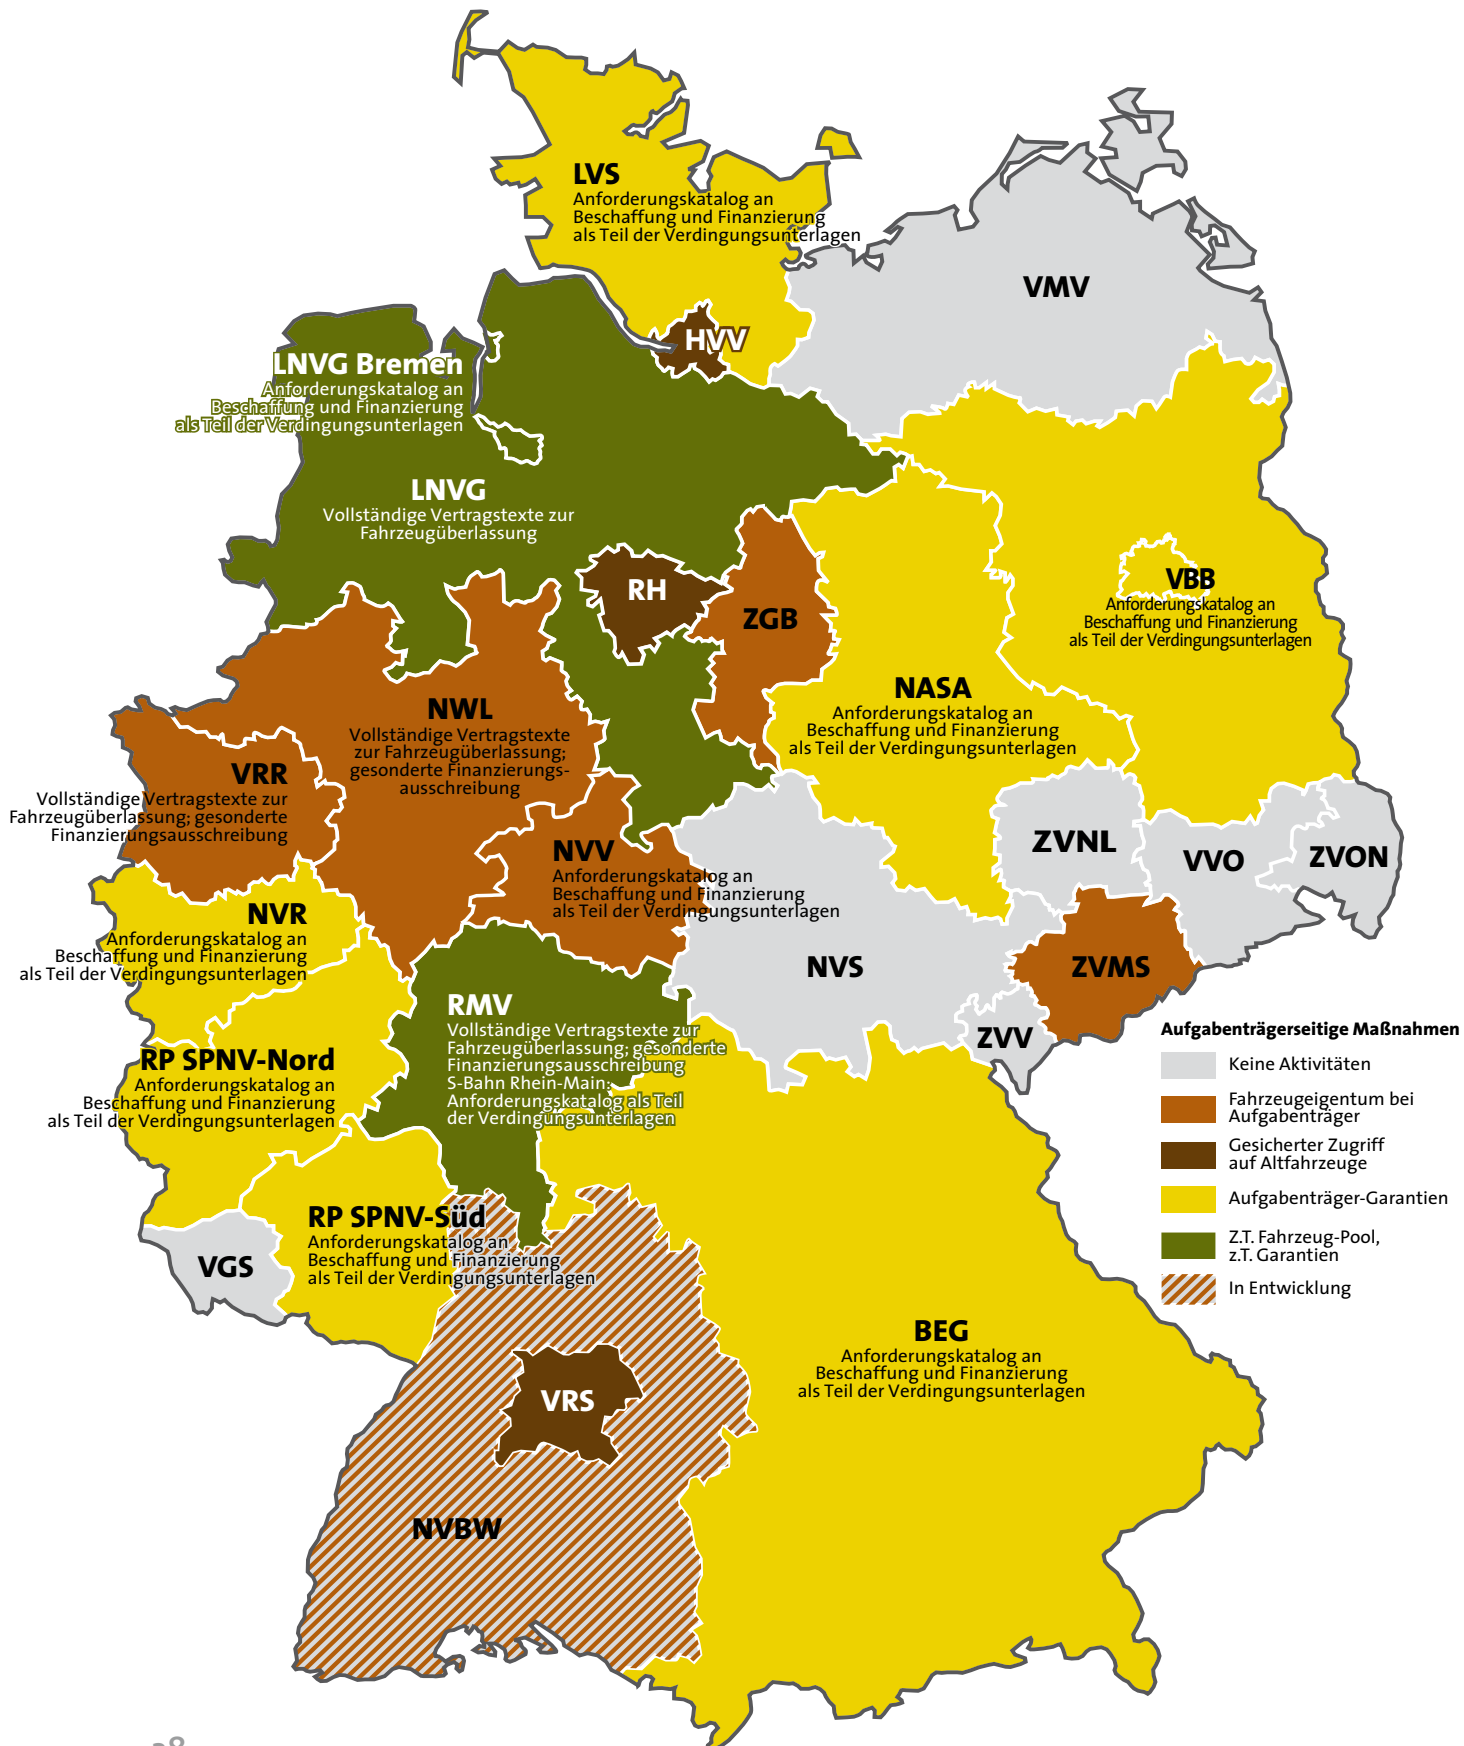 LVS
Anforderungskatalog an
Beschaffung und Finanzierung
als Teil der Verdingungsunterlagen
VMV
HVV
LNVG Bremen
Anforderungskatalog an
Beschaffung und Finanzierung
als Teil der Verdingungsunterlagen
LNVG
Vollständige Vertragstexte zur
Fahrzeugüberlassung
RH
ZGB
VBB
Anforderungskatalog an
Beschaffung und Finanzierung
als Teil der Verdingungsunterlagen
NASA
Anforderungskatalog an
Beschaffung und Finanzierung
als Teil der Verdingungsunterlagen
NWL
Vollständige Vertragstexte
zur Fahrzeugüberlassung;
gesonderte Finanzierungs-
ausschreibung
VRR
Vollständige Vertragstexte zur
Fahrzeugüberlassung; gesonderte
Finanzierungsausschreibung
NVV
Anforderungskatalog an
Beschaffung und Finanzierung
als Teil der Verdingungsunterlagen
ZVNL
VVO
ZVON
NVR
Anforderungskatalog an
Beschaffung und Finanzierung
als Teil der Verdingungsunterlagen
NVS
ZVMS
ZVV
RMV
Vollständige Vertragstexte zur
Fahrzeugüberlassung; gesonderte
Finanzierungsausschreibung
S-Bahn Rhein-Main:
Anforderungskatalog als Teil
der Verdingungsunterlagen
RP SPNV-Nord
Anforderungskatalog an
Beschaffung und Finanzierung
als Teil der Verdingungsunterlagen
Aufgabenträgerseitige Maßnahmen
Keine Aktivitäten
Fahrzeugeigentum bei
Aufgabenträger
Gesicherter Zugriff
auf Altfahrzeuge
Aufgabenträger-Garantien
Z.T. Fahrzeug-Pool,
z.T. Garantien
In Entwicklung
RP SPNV-Süd
Anforderungskatalog an
Beschaffung und Finanzierung
als Teil der Verdingungsunterlagen
VGS
BEG
Anforderungskatalog an
Beschaffung und Finanzierung
als Teil der Verdingungsunterlagen
VRS
NVBW